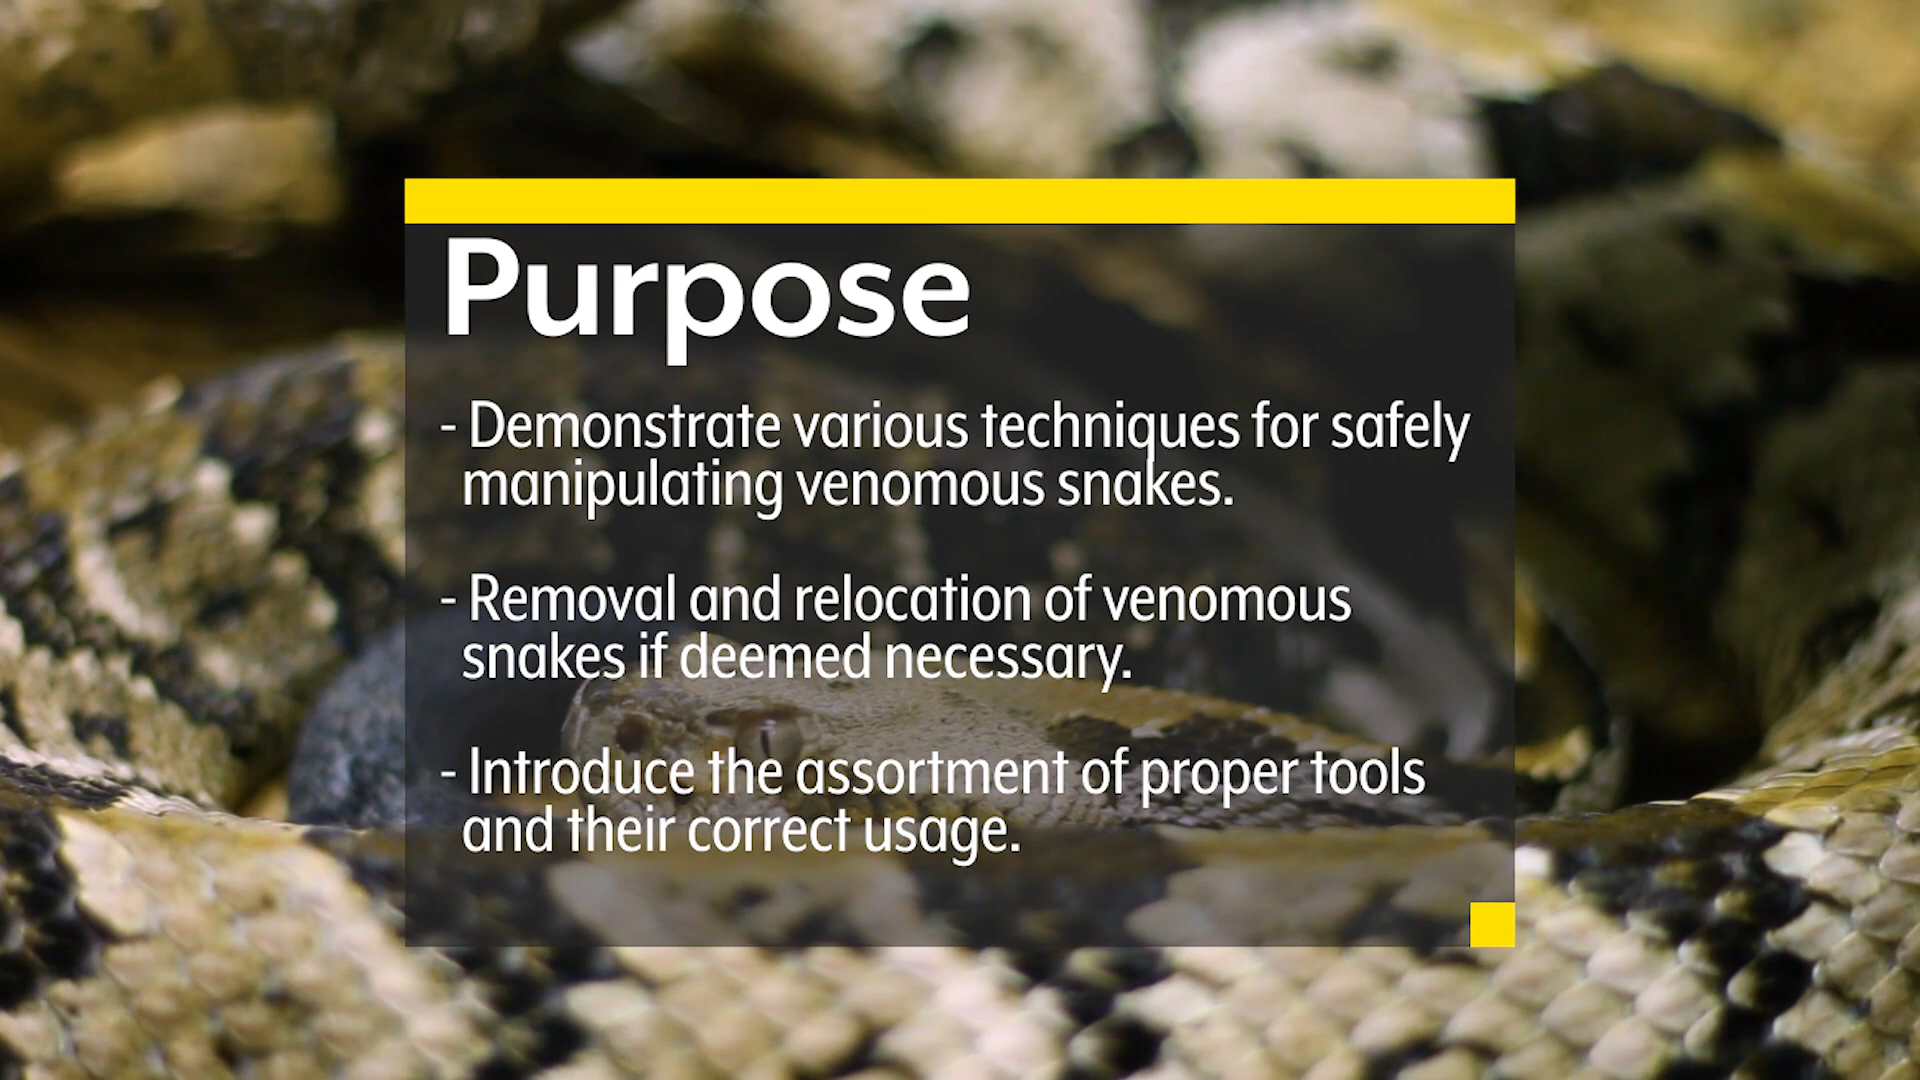 Purpose
- Demonstrate various techniques for safely
manipulating venomous snakes.
- Removal and relocation of venomous
snakes if deemed necessary.
- Introduce the assortment of proper tools
and their correct usage.